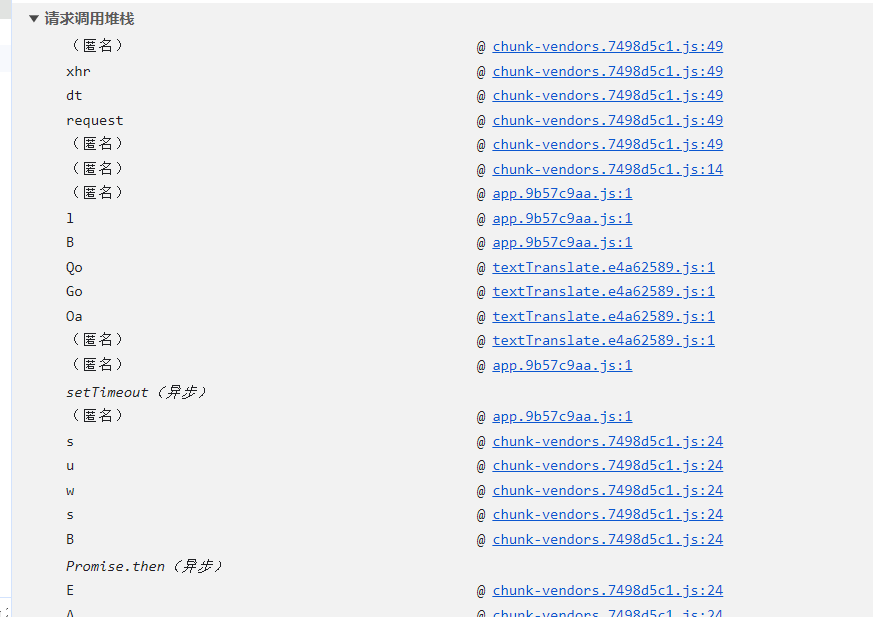 ▼ 请求调用堆栈
（匿名） @ chunk-vendors.7498d5c1.js:49
xhr @ chunk-vendors.7498d5c1.js:49
dt @ chunk-vendors.7498d5c1.js:49
request @ chunk-vendors.7498d5c1.js:49
（匿名） @ chunk-vendors.7498d5c1.js:49
（匿名） @ chunk-vendors.7498d5c1.js:14
（匿名） @ app.9b57c9aa.js:1
l @ app.9b57c9aa.js:1
B @ app.9b57c9aa.js:1
Qo @ textTranslate.e4a62589.js:1
Go @ textTranslate.e4a62589.js:1
Oa @ textTranslate.e4a62589.js:1
（匿名） @ textTranslate.e4a62589.js:1
（匿名） @ app.9b57c9aa.js:1
setTimeout（异步）
（匿名） @ app.9b57c9aa.js:1
s @ chunk-vendors.7498d5c1.js:24
u @ chunk-vendors.7498d5c1.js:24
w @ chunk-vendors.7498d5c1.js:24
s @ chunk-vendors.7498d5c1.js:24
B @ chunk-vendors.7498d5c1.js:24
Promise.then（异步）
E @ chunk-vendors.7498d5c1.js:24
A @ chunk-vendors.7498d5c1.js:24